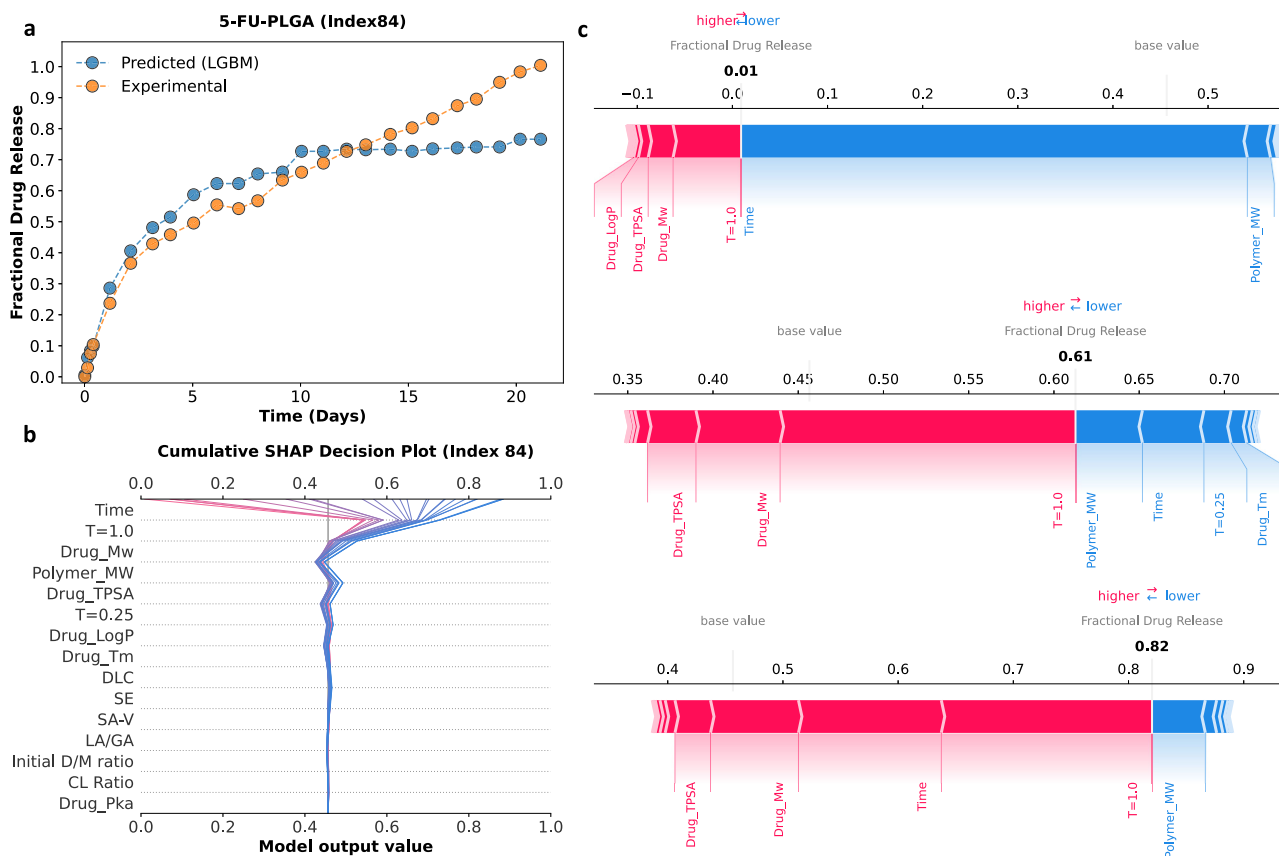 a
5-FU-PLGA (Index84)
Predicted (LGBM)
Experimental
Fractional Drug Release
1.0
0.9
0.8
0.7
0.6
0.5
0.4
0.3
0.2
0.1
0.0
0 5 10 15 20
Time (Days)
b
Cumulative SHAP Decision Plot (Index 84)
0.0 0.2 0.4 0.6 0.8 1.0
Time
T=1.0
Drug_Mw
Polymer_MW
Drug_TPSA
T=0.25
Drug_LogP
Drug_Tm
DLC
SE
SA-V
LA/GA
Initial D/M ratio
CL Ratio
Drug_Pka
0.0 0.2 0.4 0.6 0.8 1.0
Model output value
c
higher → ← lower
Fractional Drug Release base value
0.01
−0.1 0.0 0.1 0.2 0.3 0.4 0.5
Drug_LogP
Drug_TPSA
Drug_Mw
T=1.0
Time
Polymer_MW
higher → ← lower
base value Fractional Drug Release
0.61
0.35 0.40 0.45 0.50 0.55 0.60 0.65 0.70
Drug_TPSA
Drug_Mw
T=1.0
Polymer_MW
Time
T=0.25
Drug_Tm
higher → ← lower
base value Fractional Drug Release
0.82
0.4 0.5 0.6 0.7 0.8 0.9
Drug_TPSA
Drug_Mw
Time
T=1.0
Polymer_MW